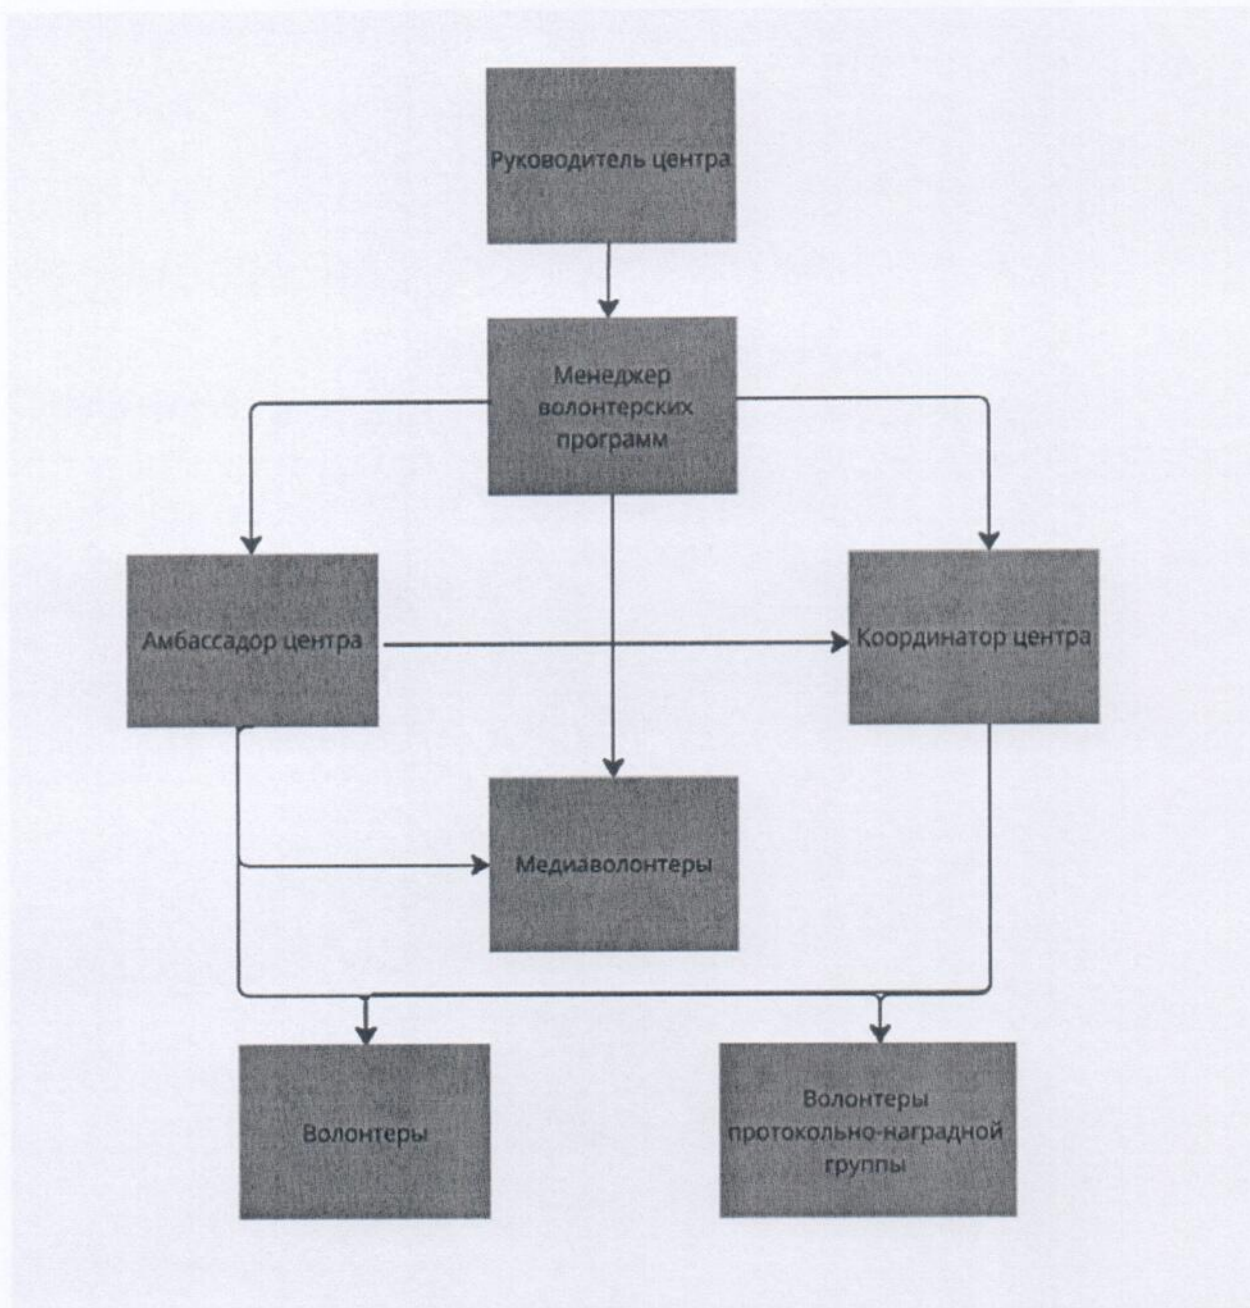 Руководитель центра
Менеджер
волонтерских
программ
Амбассадор центра
Координатор центра
Медиаволонтеры
Волонтеры
Волонтеры
протокольно-наградной
группы